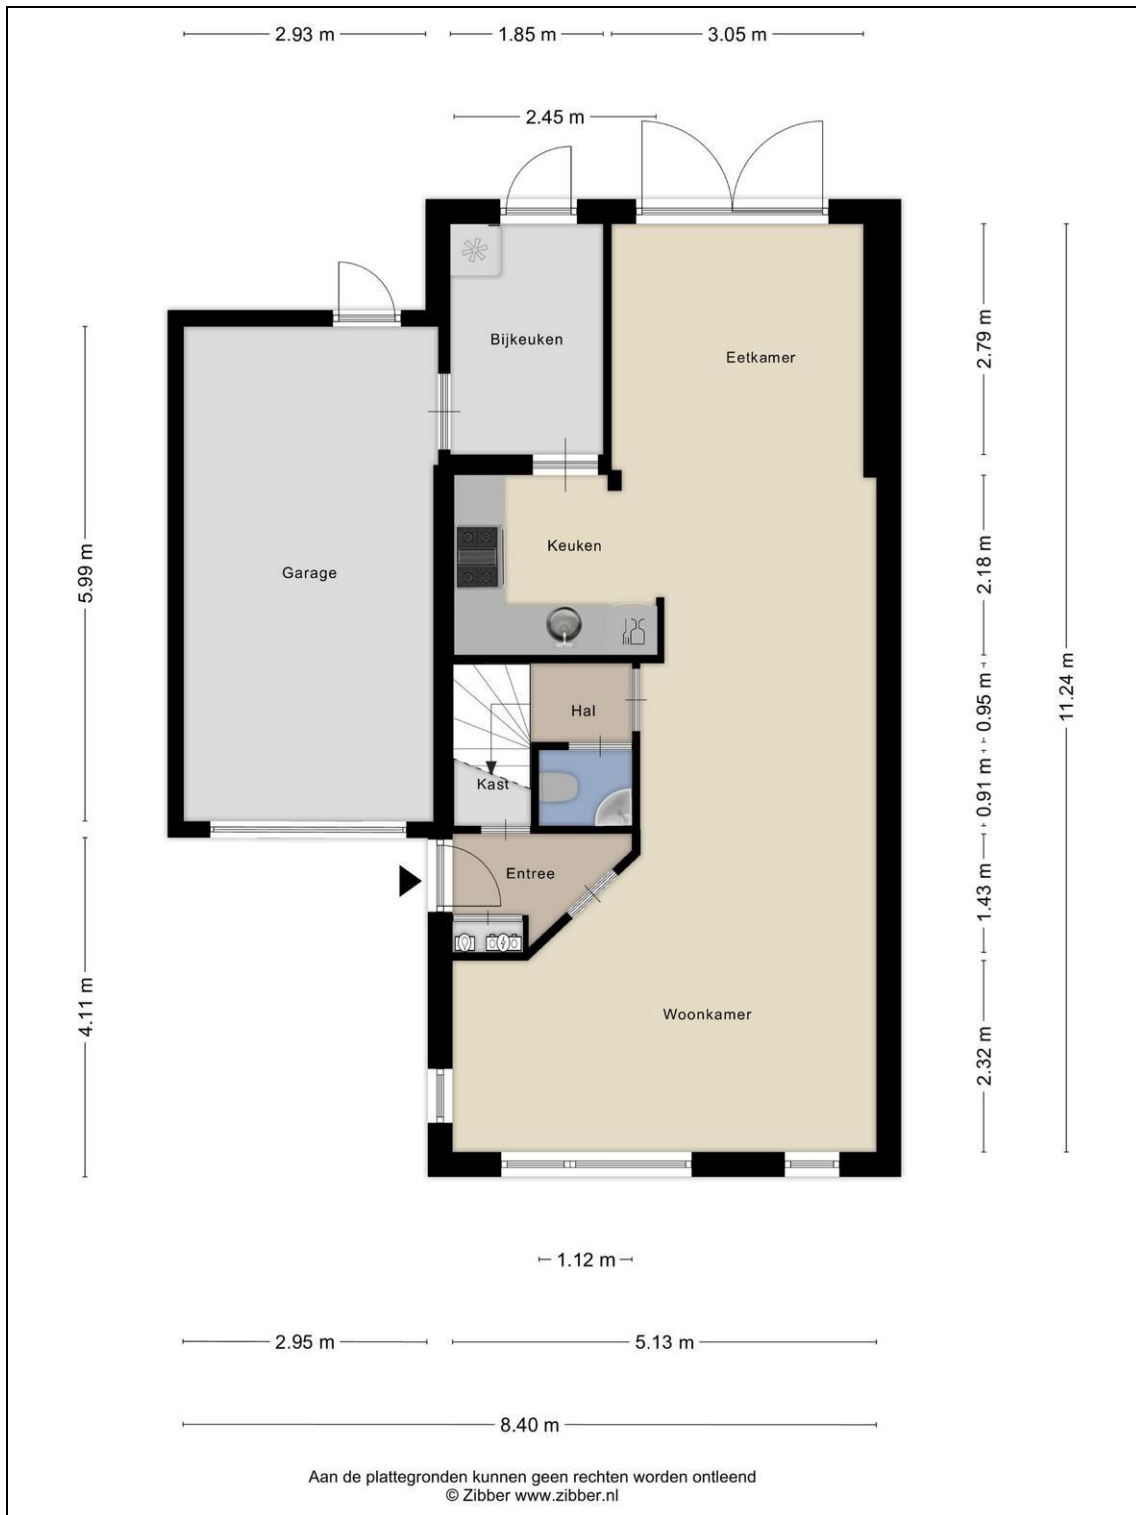 2.93 m
1.85 m
3.05 m
2.45 m
2.79 m
Bijkeuken
Eetkamer
5.99 m
Garage
Keuken
2.18 m
11.24 m
0.95 m
Hal
Kast
0.91 m
Entree
1.43 m
4.11 m
Woonkamer
2.32 m
1.12 m
2.95 m
5.13 m
8.40 m
Aan de plattegronden kunnen geen rechten worden ontleend
© Zibber www.zibber.nl